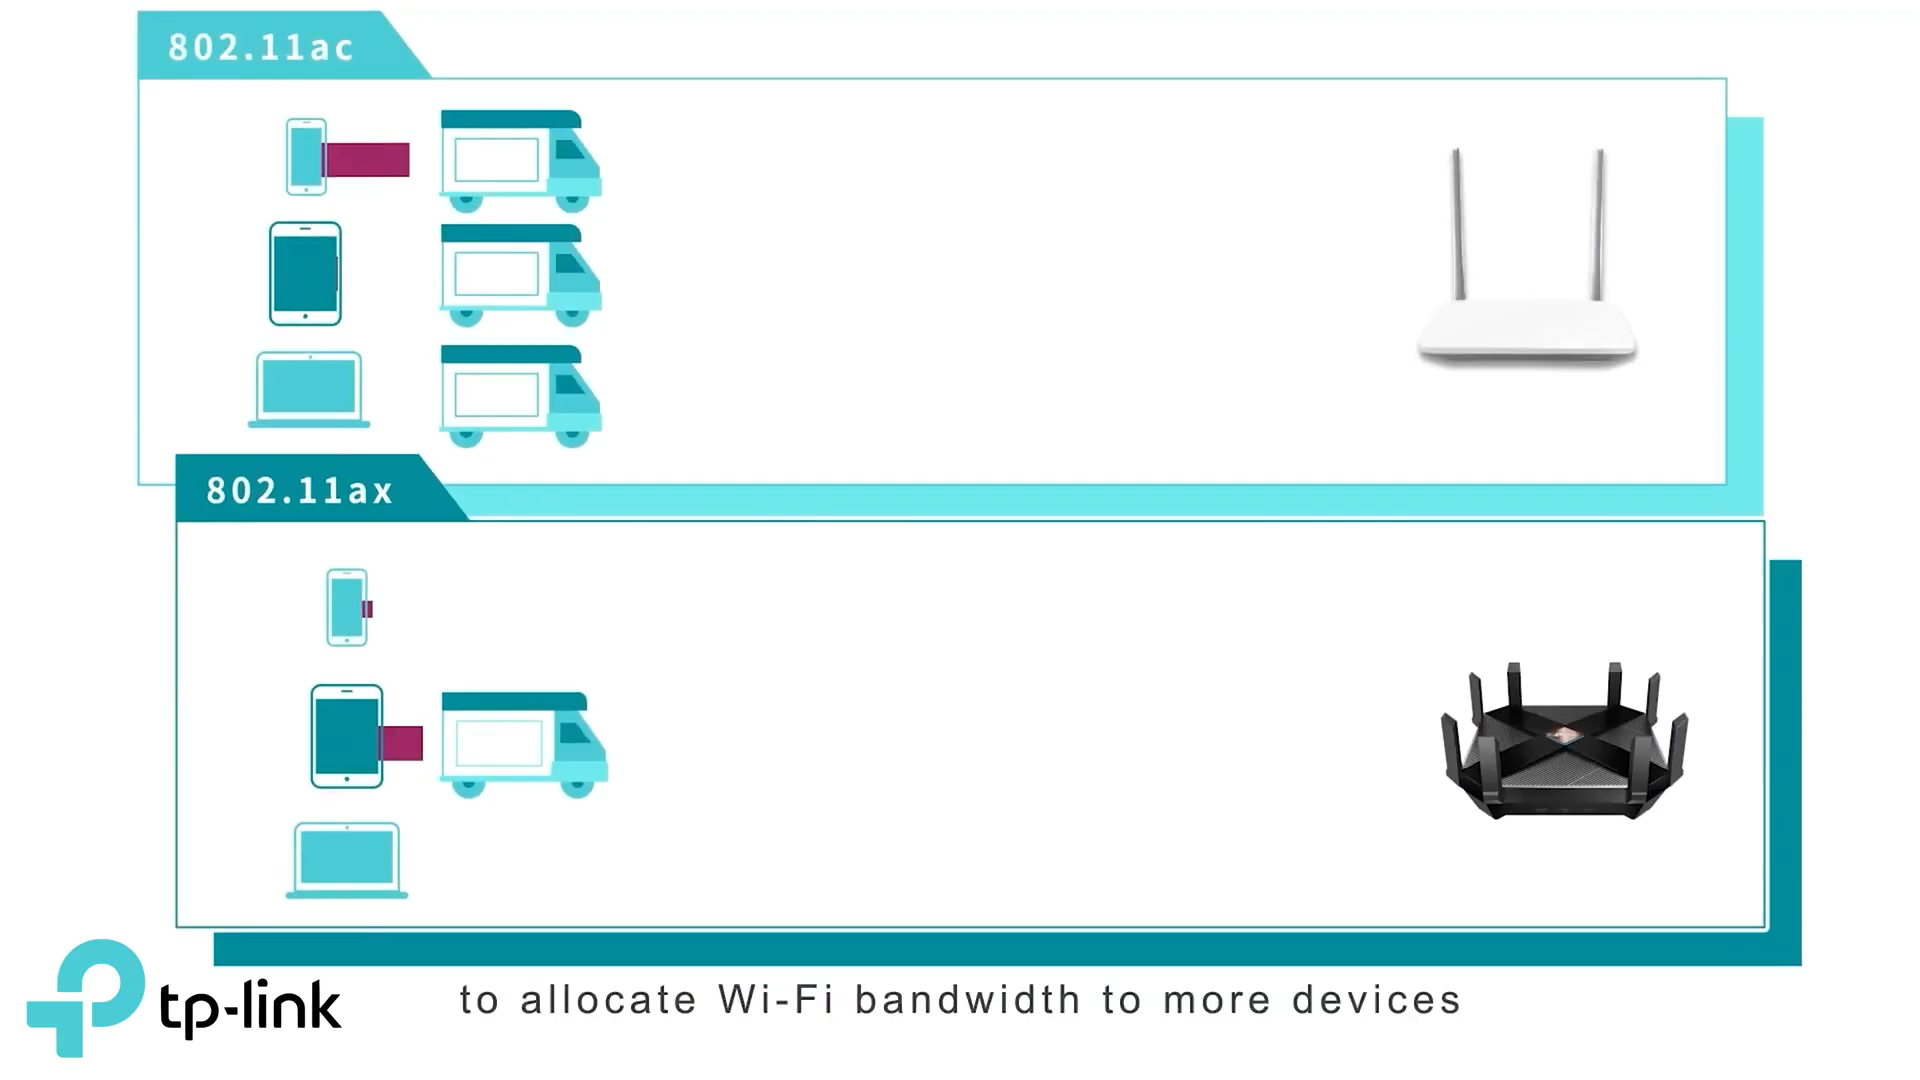 802.11ac
802.11ax
tp-link
to allocate Wi-Fi bandwidth to more devices